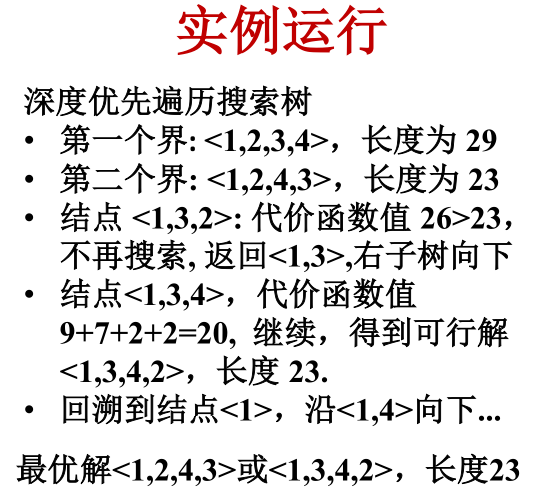 实例运行
深度优先遍历搜索树
• 第一个界: <1,2,3,4>，长度为 29
• 第二个界: <1,2,4,3>，长度为 23
• 结点 <1,3,2>: 代价函数值 26>23，
不再搜索, 返回<1,3>,右子树向下
• 结点<1,3,4>，代价函数值
9+7+2+2=20, 继续，得到可行解
<1,3,4,2>，长度 23.
• 回溯到结点<1>，沿<1,4>向下...
最优解<1,2,4,3>或<1,3,4,2>，长度23